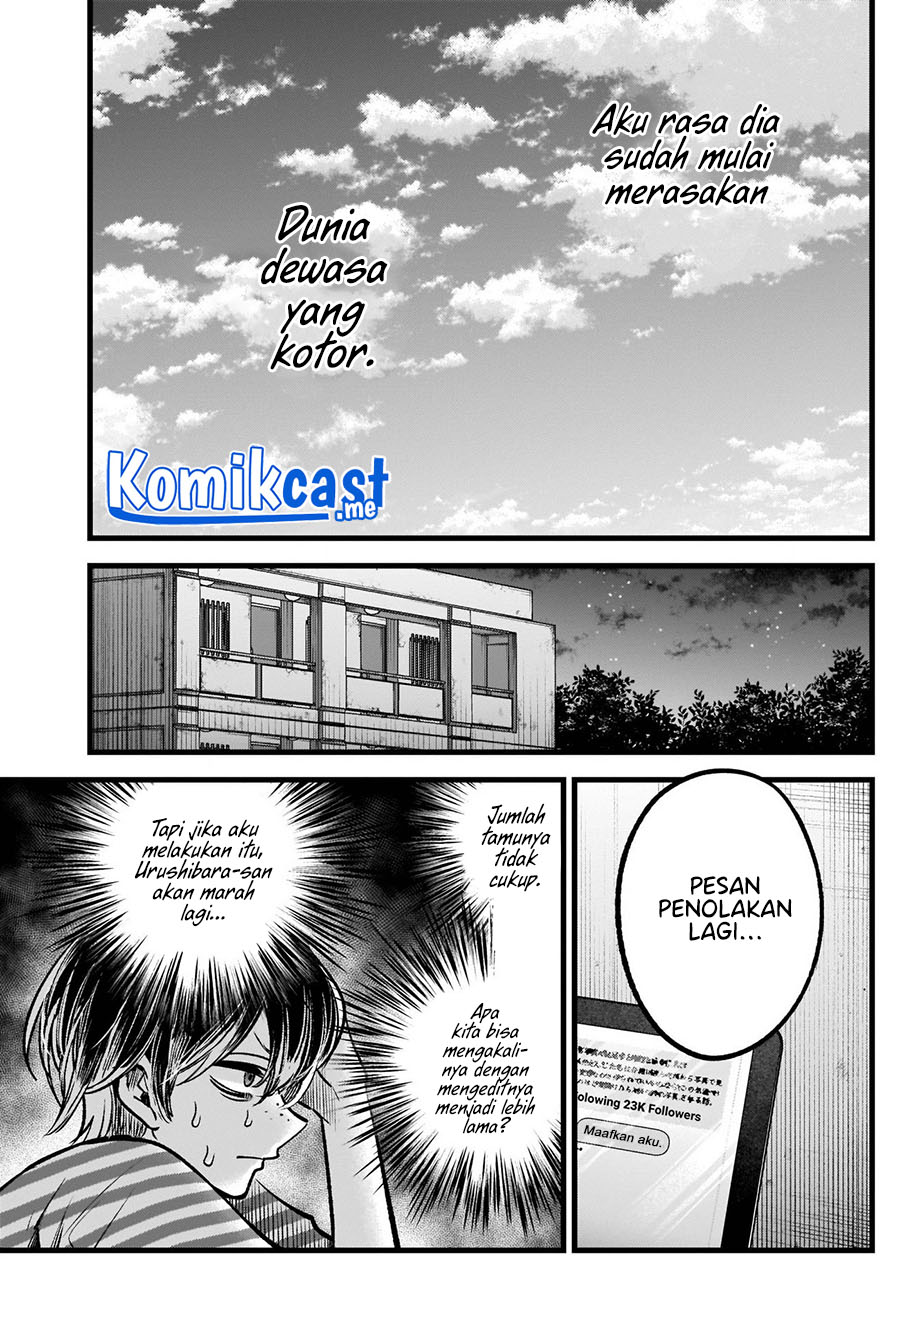 Aku rasa dia
sudah mulai
merasakan
Dunia
dewasa
yang
kotor.
Komikcast
.me
PESAN
PENOLAKAN
LAGI...
ollowing 23K Followers
Maafkan aku.
Jumlah
tamunya
tidak
cukup.
Apa
kita bisa
mengakali-
nya dengan
mengeditnya
menjadi lebih
lama?
Tapi jika aku
melakukan itu,
Urushibara-san
akan marah
lagi...